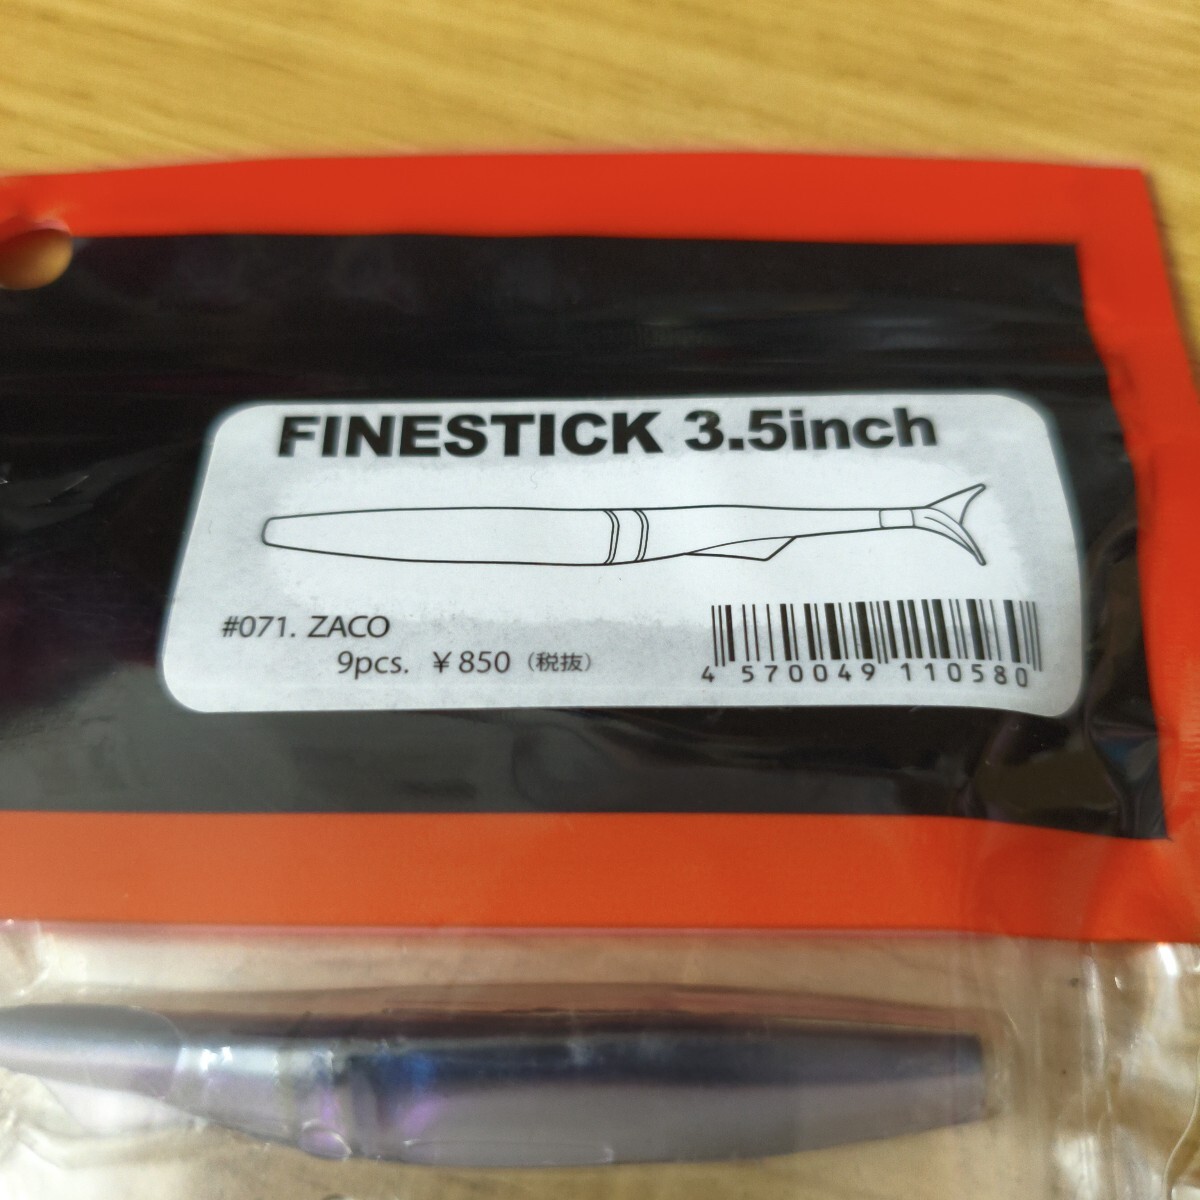 FINESTICK 3.5inch
#071. ZACO
9pcs. ￥850（税抜）
4 570049 110580